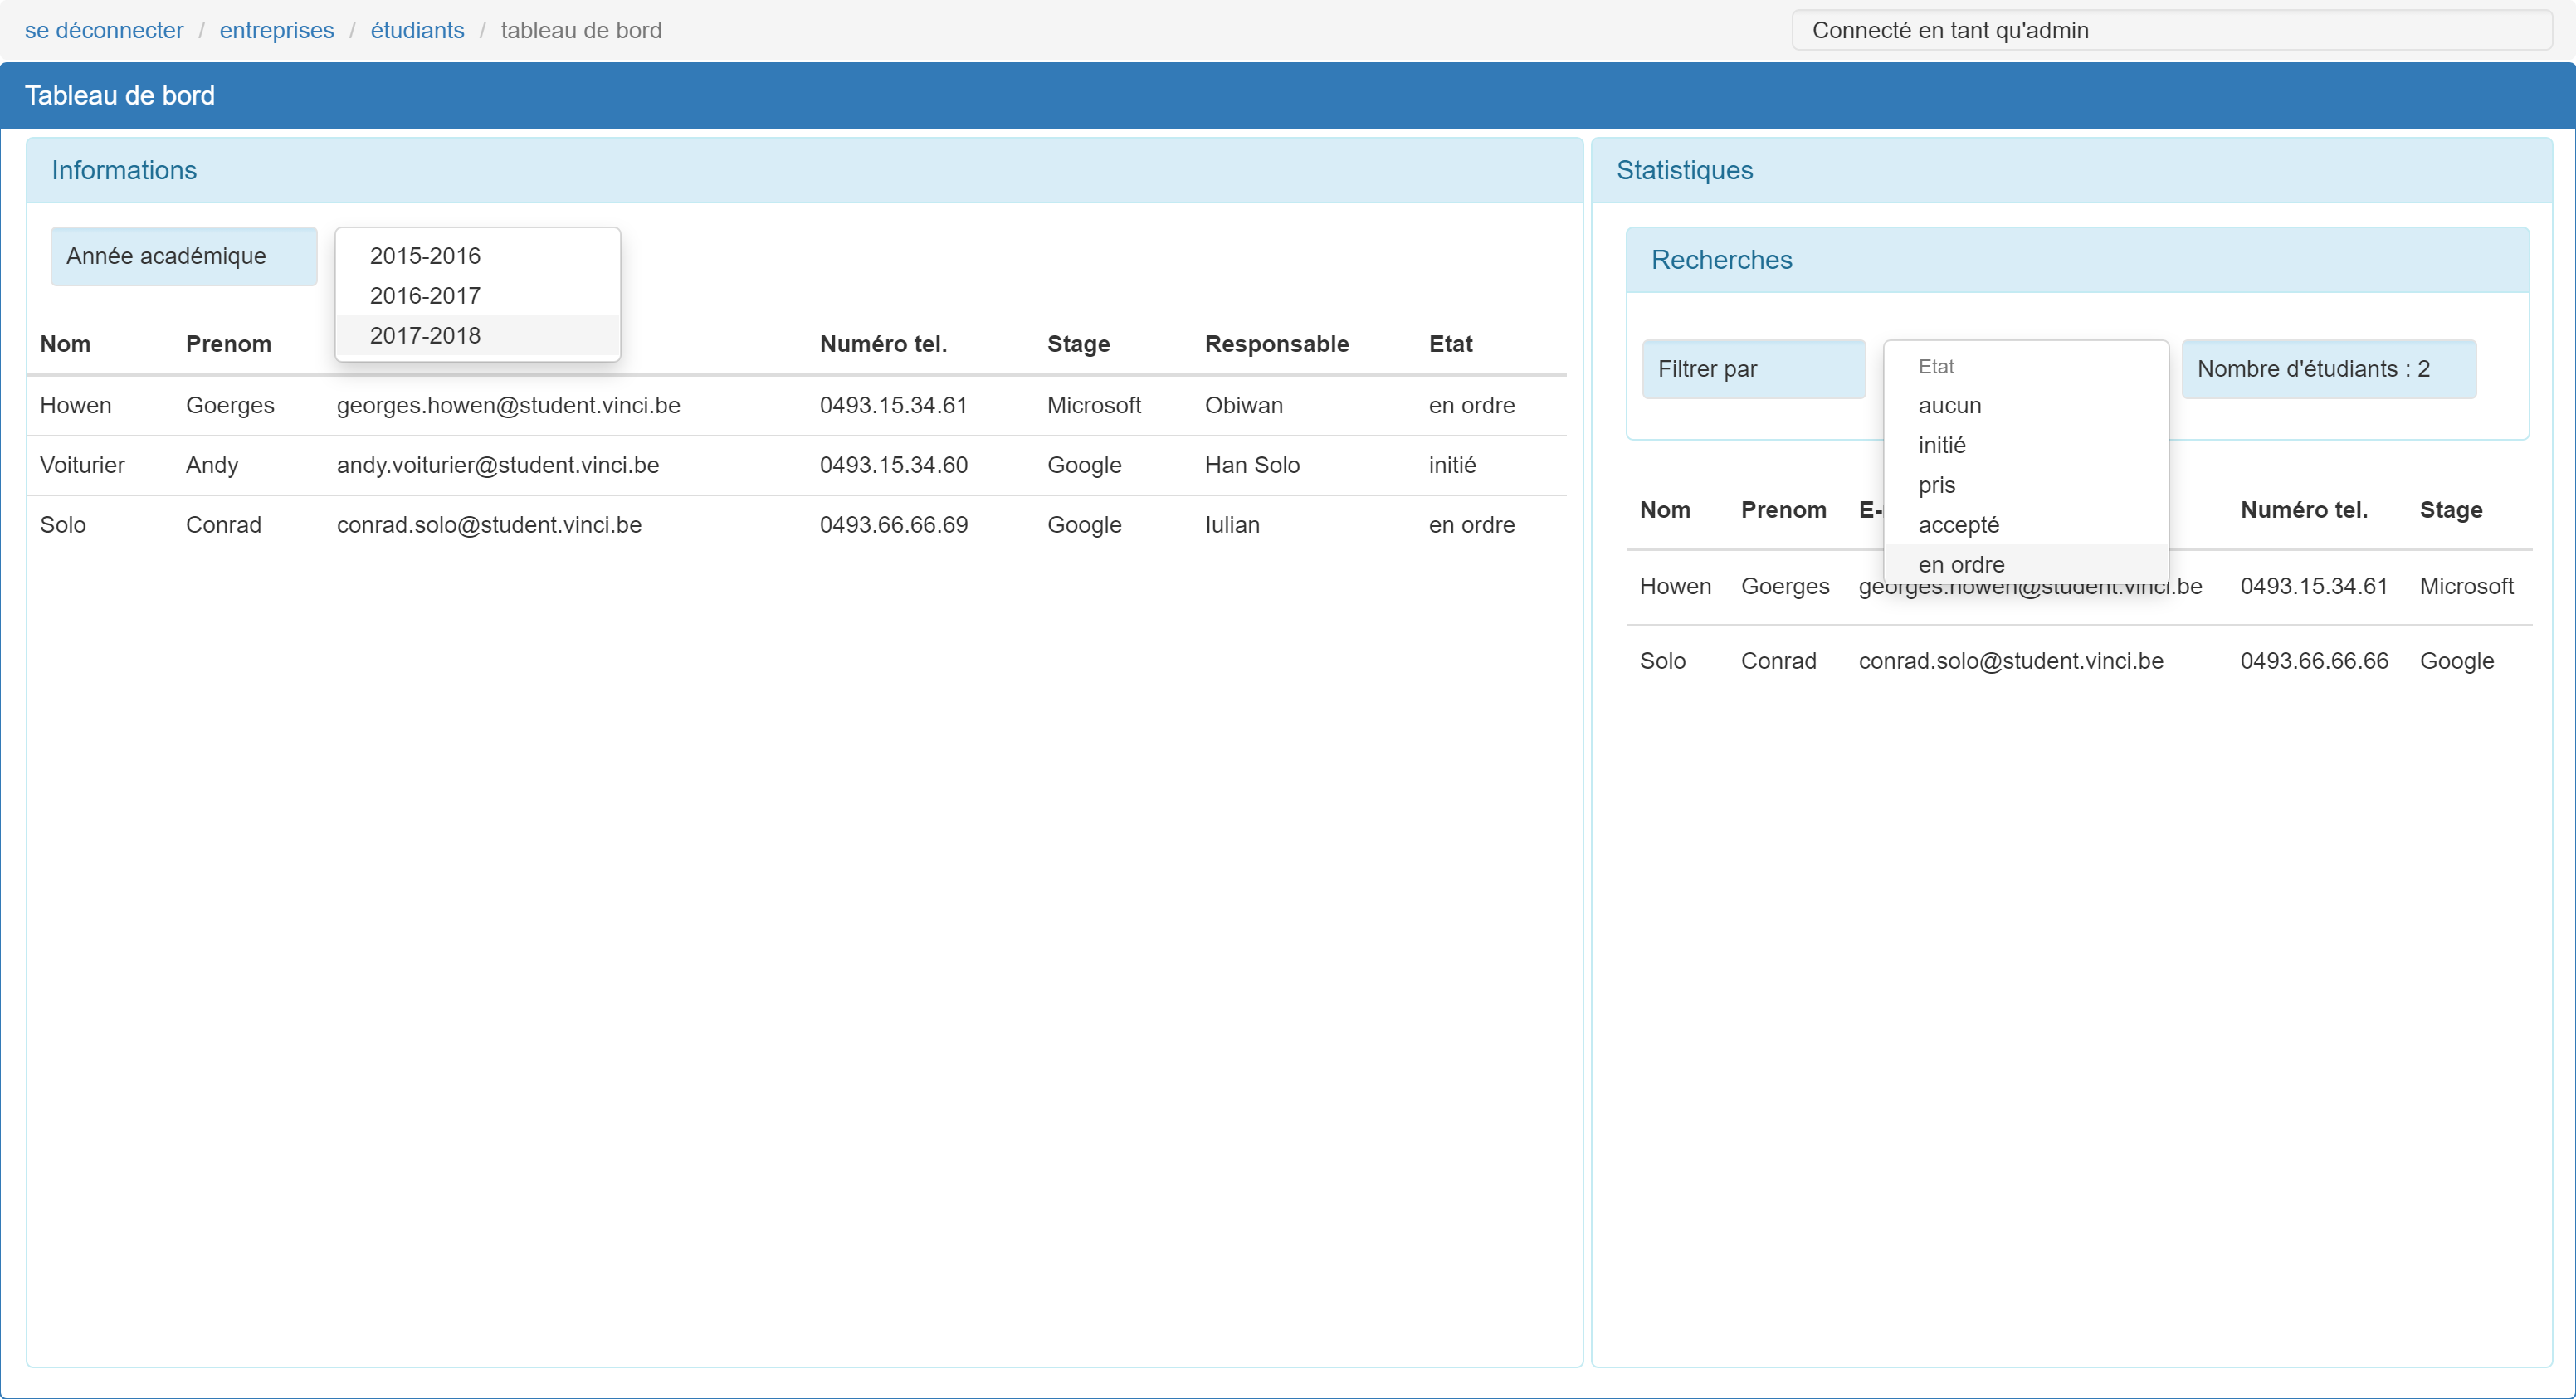 se déconnecter / entreprises / étudiants / tableau de bord
Connecté en tant qu'admin
Tableau de bord
Informations
Année académique
2015-2016
2016-2017
2017-2018
Nom Prenom Numéro tel. Stage Responsable Etat
Howen Goerges georges.howen@student.vinci.be 0493.15.34.61 Microsoft Obiwan en ordre
Voiturier Andy andy.voiturier@student.vinci.be 0493.15.34.60 Google Han Solo initié
Solo Conrad conrad.solo@student.vinci.be 0493.66.66.69 Google Iulian en ordre
Statistiques
Recherches
Filtrer par
Etat
aucun
initié
pris
accepté
en ordre
Nombre d'étudiants : 2
Nom Prenom E- Numéro tel. Stage
Howen Goerges georges.howen@student.vinci.be 0493.15.34.61 Microsoft
Solo Conrad conrad.solo@student.vinci.be 0493.66.66.66 Google